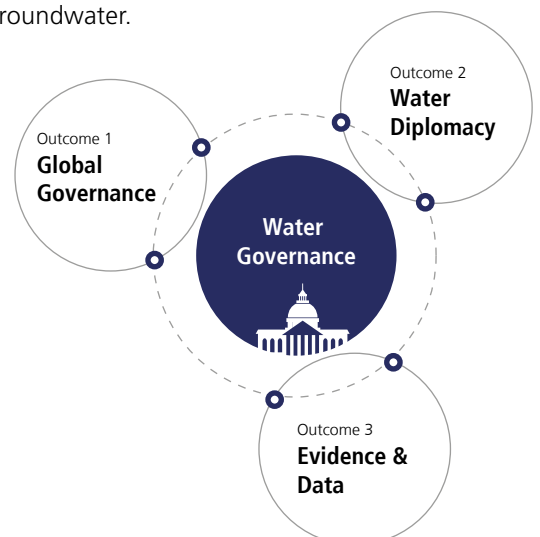 roundwater.
Outcome 2
Water
Diplomacy
Outcome 1
Global
Governance
Water
Governance
Outcome 3
Evidence &
Data